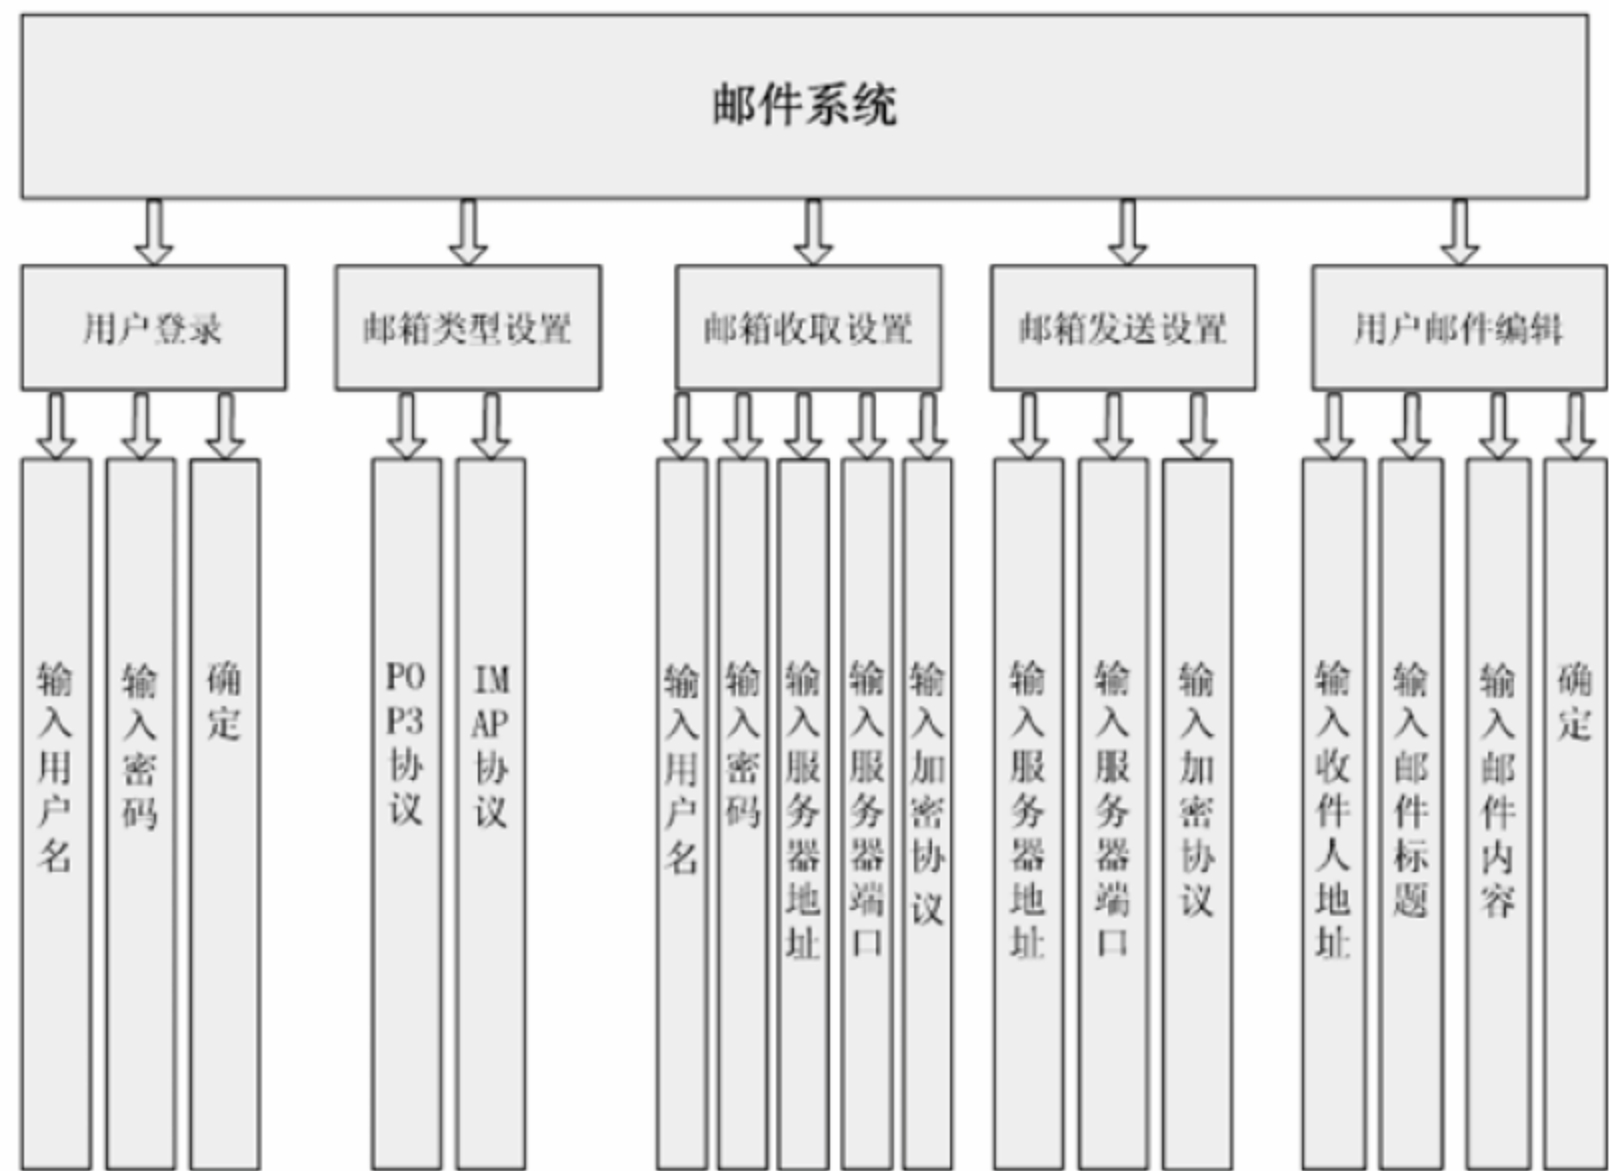 邮件系统
用户登录
邮箱类型设置
邮箱收取设置
邮箱发送设置
用户邮件编辑
输入用户名
输入密码
确定
POP3协议
IMAP协议
输入用户名
输入密码
输入服务器地址
输入服务器端口
输入加密协议
输入服务器地址
输入服务器端口
输入加密协议
输入收件人地址
输入邮件标题
输入邮件内容
确定